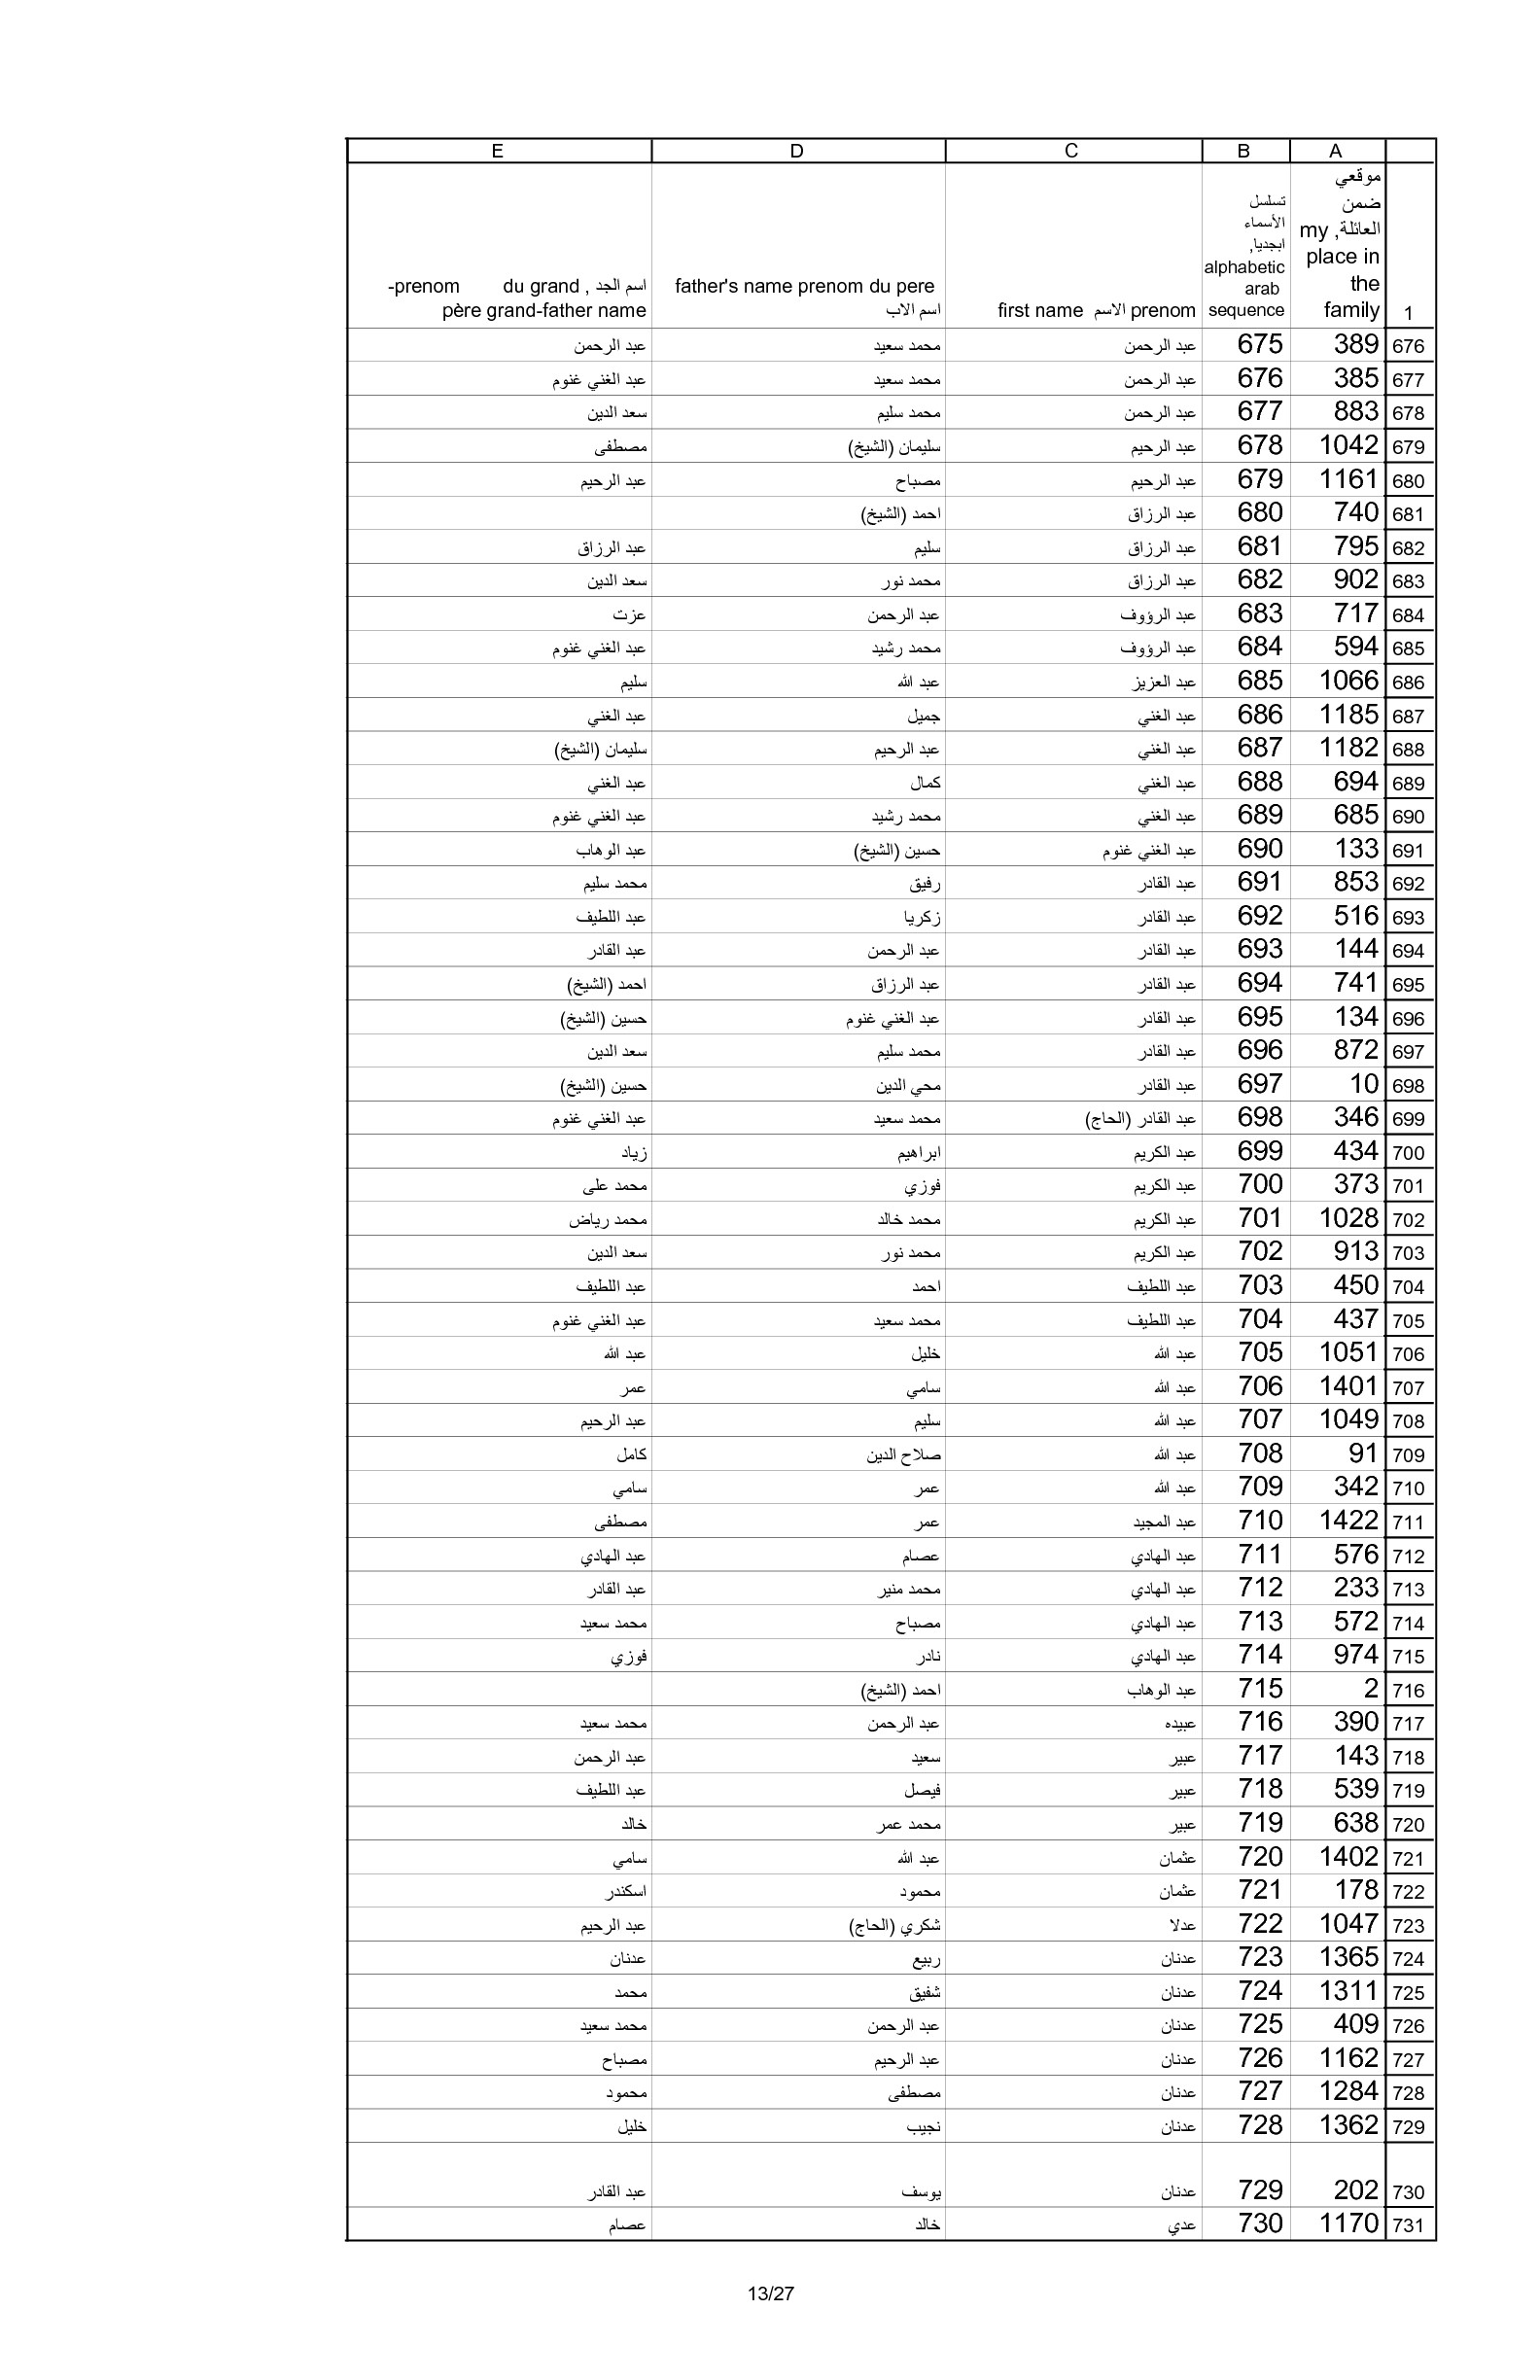 A B C D E
1 موقعي ضمن العائلة, my place in the family تسلسل الأسماء ابجديا, alphabetic arab sequence first name الاسم prenom father's name prenom du pere اسم الاب اسم الجد , du grand -prenom père grand-father name
676 389 675 عبد الرحمن محمد سعيد عبد الرحمن
677 385 676 عبد الرحمن محمد سعيد عبد الغني غنوم
678 883 677 عبد الرحمن محمد سليم سعد الدين
679 1042 678 عبد الرحيم سليمان (الشيخ) مصطفى
680 1161 679 عبد الرحيم مصباح عبد الرحيم
681 740 680 عبد الرزاق احمد (الشيخ)
682 795 681 عبد الرزاق سليم عبد الرزاق
683 902 682 عبد الرزاق محمد نور سعد الدين
684 717 683 عبد الرؤوف عبد الرحمن عزت
685 594 684 عبد الرؤوف محمد رشيد عبد الغني غنوم
686 1066 685 عبد العزيز عبد الله سليم
687 1185 686 عبد الغني جميل عبد الغني
688 1182 687 عبد الغني عبد الرحيم سليمان (الشيخ)
689 694 688 عبد الغني كمال عبد الغني
690 685 689 عبد الغني محمد رشيد عبد الغني غنوم
691 133 690 عبد الغني غنوم حسين (الشيخ) عبد الوهاب
692 853 691 عبد القادر رفيق محمد سليم
693 516 692 عبد القادر زكريا عبد اللطيف
694 144 693 عبد القادر عبد الرحمن عبد القادر
695 741 694 عبد القادر عبد الرزاق احمد (الشيخ)
696 134 695 عبد القادر عبد الغني غنوم حسين (الشيخ)
697 872 696 عبد القادر محمد سليم سعد الدين
698 10 697 عبد القادر محي الدين حسين (الشيخ)
699 346 698 عبد القادر (الحاج) محمد سعيد عبد الغني غنوم
700 434 699 عبد الكريم ابراهيم زياد
701 373 700 عبد الكريم فوزي محمد على
702 1028 701 عبد الكريم محمد خالد محمد رياض
703 913 702 عبد الكريم محمد نور سعد الدين
704 450 703 عبد اللطيف احمد عبد اللطيف
705 437 704 عبد اللطيف محمد سعيد عبد الغني غنوم
706 1051 705 عبد الله خليل عبد الله
707 1401 706 عبد الله سامي عمر
708 1049 707 عبد الله سليم عبد الرحيم
709 91 708 عبد الله صلاح الدين كامل
710 342 709 عبد الله عمر سامي
711 1422 710 عبد المجيد عمر مصطفى
712 576 711 عبد الهادي عصام عبد الهادي
713 233 712 عبد الهادي محمد منير عبد القادر
714 572 713 عبد الهادي مصباح محمد سعيد
715 974 714 عبد الهادي نادر فوزي
716 2 715 عبد الوهاب احمد (الشيخ)
717 390 716 عبيده عبد الرحمن محمد سعيد
718 143 717 عبير سعيد عبد الرحمن
719 539 718 عبير فيصل عبد اللطيف
720 638 719 عبير محمد عمر خالد
721 1402 720 عثمان عبد الله سامي
722 178 721 عثمان محمود اسكندر
723 1047 722 عدلا شكري (الحاج) عبد الرحيم
724 1365 723 عدنان ربيع عدنان
725 1311 724 عدنان شفيق محمد
726 409 725 عدنان عبد الرحمن محمد سعيد
727 1162 726 عدنان عبد الرحيم مصباح
728 1284 727 عدنان مصطفى محمود
729 1362 728 عدنان نجيب خليل
730 202 729 عدنان يوسف عبد القادر
731 1170 730 عدي خالد عصام
13/27